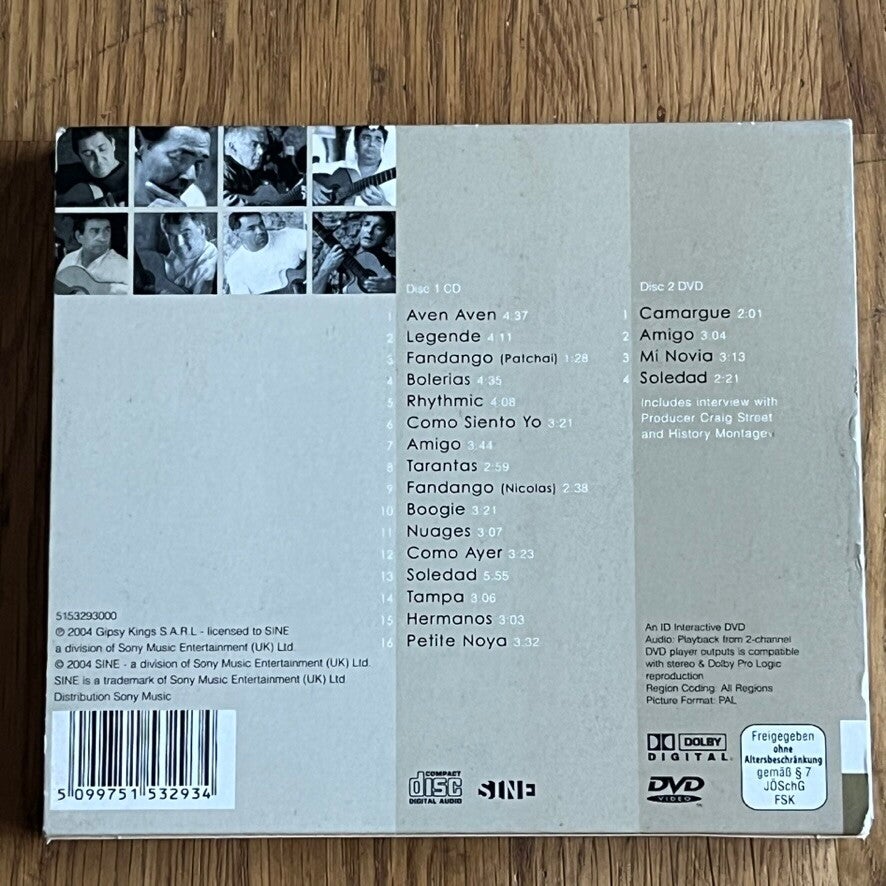 Disc 1 CD
1 Aven Aven 4:37
2 Legende 4:11
3 Fandango (Patchai) 1:28
4 Bolerias 4:35
5 Rhythmic 4:08
6 Como Siento Yo 3:21
7 Amigo 3:44
8 Tarantas 2:59
9 Fandango (Nicolas) 2:38
10 Boogie 3:21
11 Nuages 3:07
12 Como Ayer 3:23
13 Soledad 5:55
14 Tampa 3:06
15 Hermanos 3:03
16 Petite Noya 3:32
Disc 2 DVD
1 Camargue 2:01
2 Amigo 3:04
3 Mi Novia 3:13
4 Soledad 2:21
Includes interview with
Producer Craig Street
and History Montage
5153293000
℗ 2004 Gipsy Kings S.A.R.L - licensed to SINE
a division of Sony Music Entertainment (UK) Ltd.
© 2004 SINE - a division of Sony Music Entertainment (UK) Ltd.
SINE is a trademark of Sony Music Entertainment (UK) Ltd.
Distribution Sony Music
5 099751 532934
COMPACT
disc
DIGITAL AUDIO
SINE
An ID Interactive DVD
Audio: Playback from 2-channel
DVD player outputs is compatible
with stereo & Dolby Pro Logic
reproduction
Region Coding: All Regions
Picture Format: PAL
DOLBY
DIGITAL
DVD
VIDEO
Freigegeben
ohne
Altersbeschränkung
gemäß § 7
JÖSchG
FSK